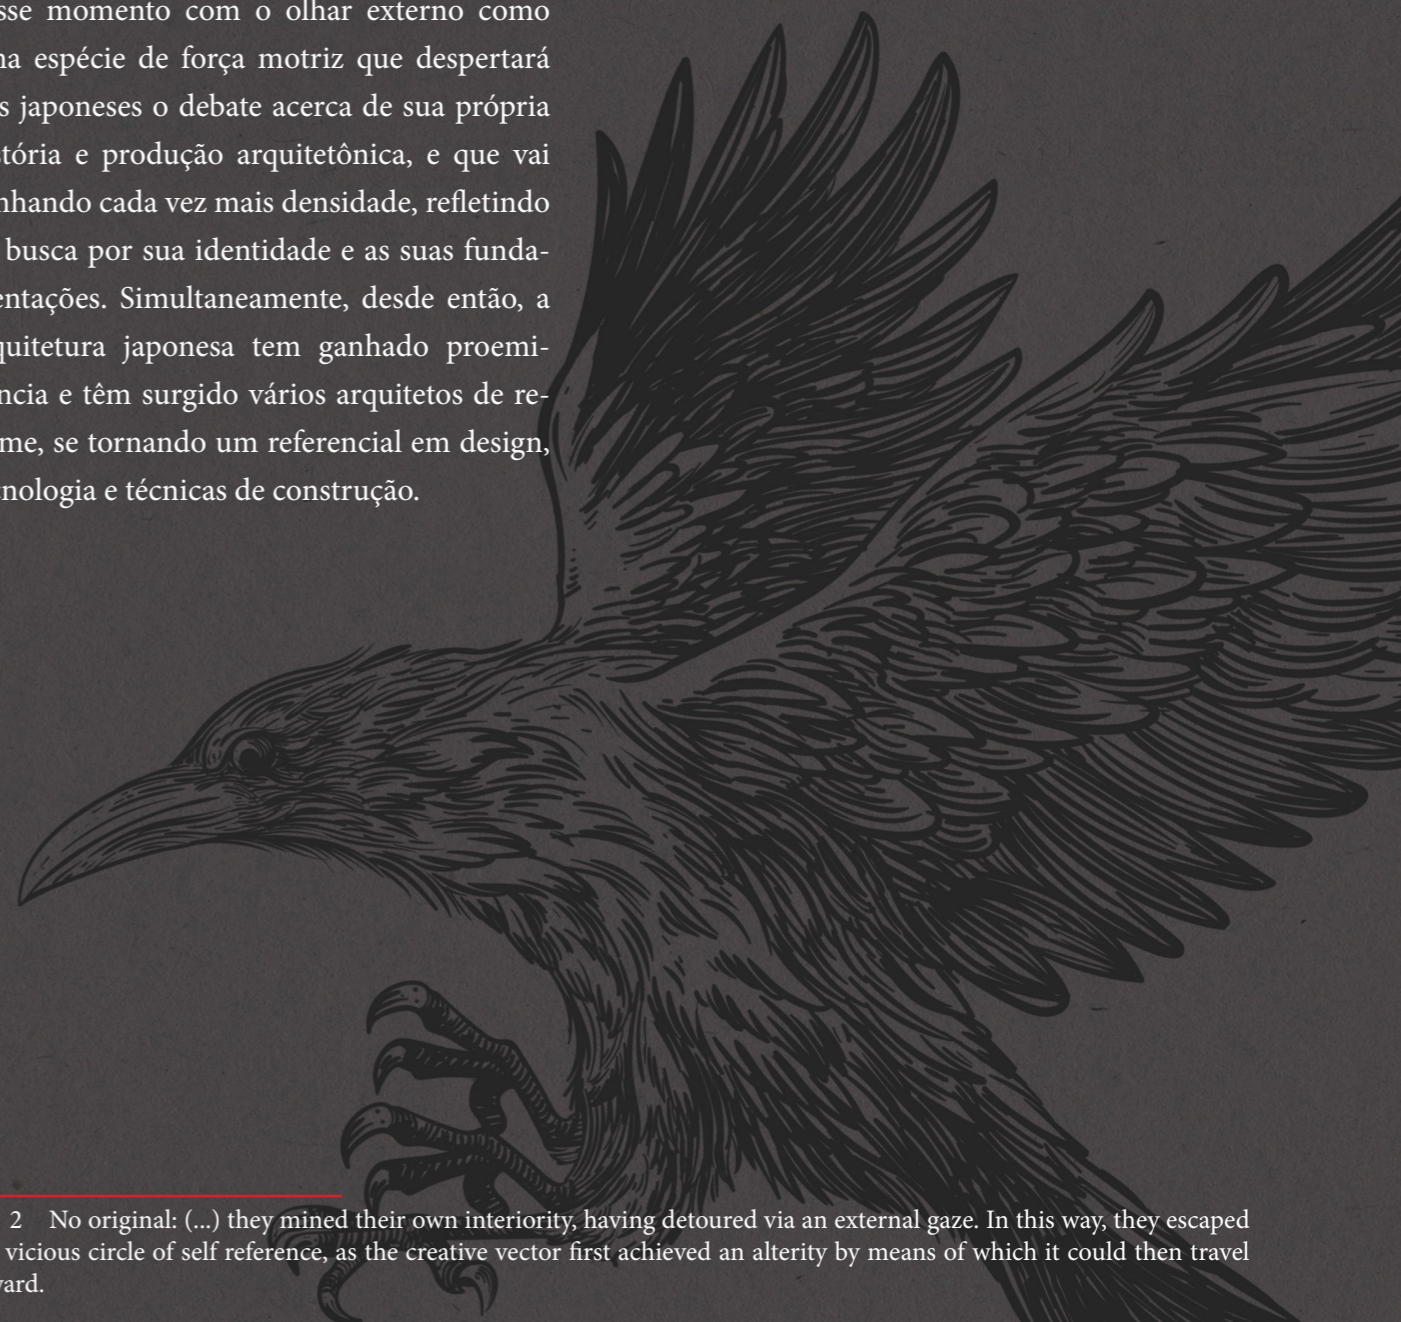 sse momento com o olhar externo como
na espécie de força motriz que despertará
s japoneses o debate acerca de sua própria
stória e produção arquitetônica, e que vai
nhando cada vez mais densidade, refletindo
busca por sua identidade e as suas funda-
entações. Simultaneamente, desde então, a
quitetura japonesa tem ganhado proemi-
ncia e têm surgido vários arquitetos de re-
me, se tornando um referencial em design,
cnologia e técnicas de construção.
2 No original: (...) they mined their own interiority, having detoured via an external gaze. In this way, they escaped
vicious circle of self reference, as the creative vector first achieved an alterity by means of which it could then travel
vard.